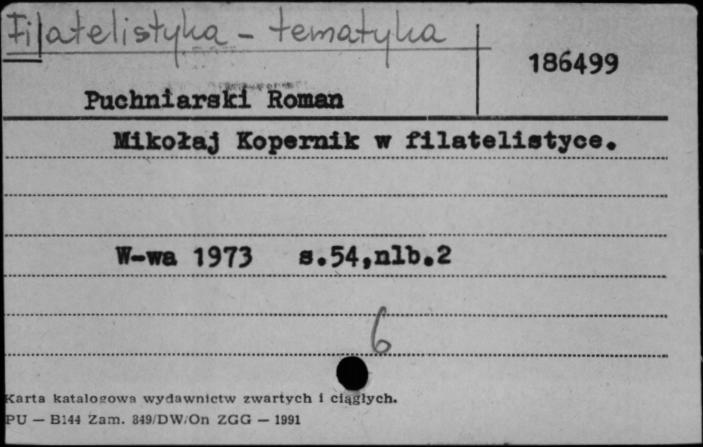 Filatelistyka - tematyka
186499
Puchniarski Roman
Mikołaj Kopernik w filatelistyce.
W-wa 1973 s.54,nlb.2
6
Karta katalogowa wydawnictw zwartych i ciągłych.
PU — B144 Zam. 849/DW/On ZGG — 1991